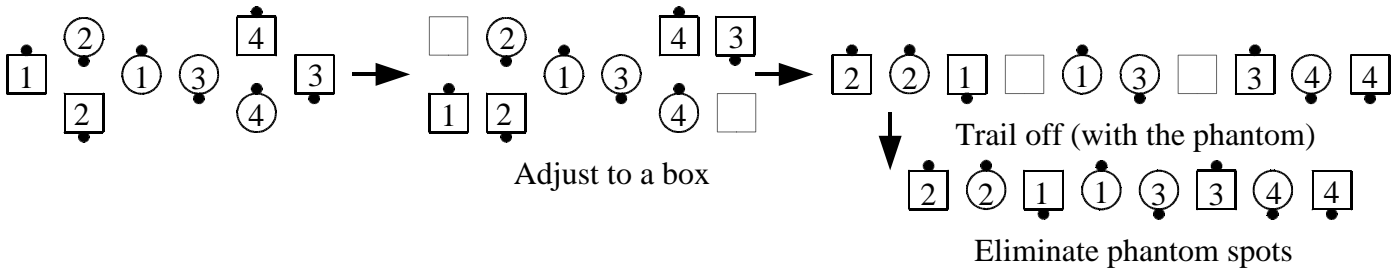 2 4
1 1 3 3
2 4
2 4 3
1 3
1 2 4
Adjust to a box
2 2 1 1 3 3 4 4
Trail off (with the phantom)
2 2 1 1 3 3 4 4
Eliminate phantom spots